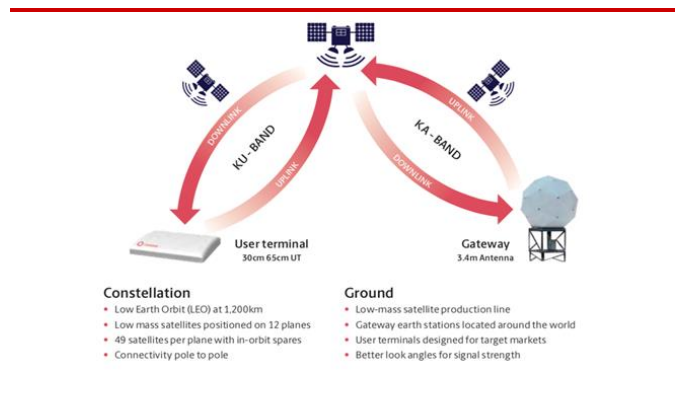 DOWNLINK
KU - BAND
UPLINK
UPLINK
KA - BAND
DOWNLINK
User terminal
30cm 65cm UT
Gateway
3.4m Antenna
Constellation
• Low Earth Orbit (LEO) at 1,200km
• Low mass satellites positioned on 12 planes
• 49 satellites per plane with in-orbit spares
• Connectivity pole to pole
Ground
• Low-mass satellite production line
• Gateway earth stations located around the world
• User terminals designed for target markets
• Better look angles for signal strength